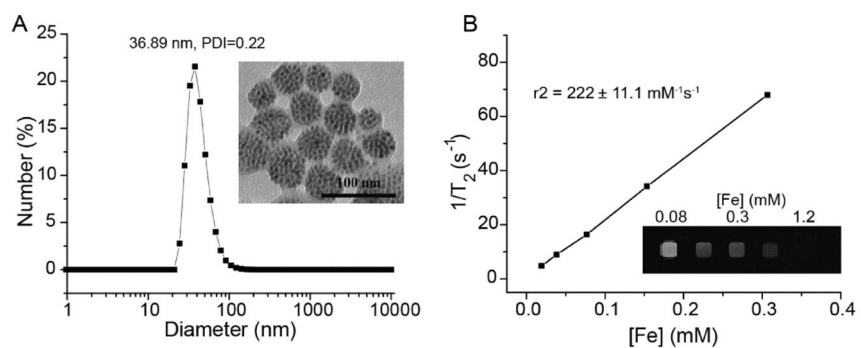 A
36.89 nm, PDI=0.22
25
20
15
10
5
0
Number (%)
100 nm
1 10 100 1000 10000
Diameter (nm)
B
80
60
40
20
0
1/T₂ (s⁻¹)
r2 = 222 ± 11.1 mM⁻¹s⁻¹
[Fe] (mM)
0.08 0.3 1.2
0.0 0.1 0.2 0.3 0.4
[Fe] (mM)